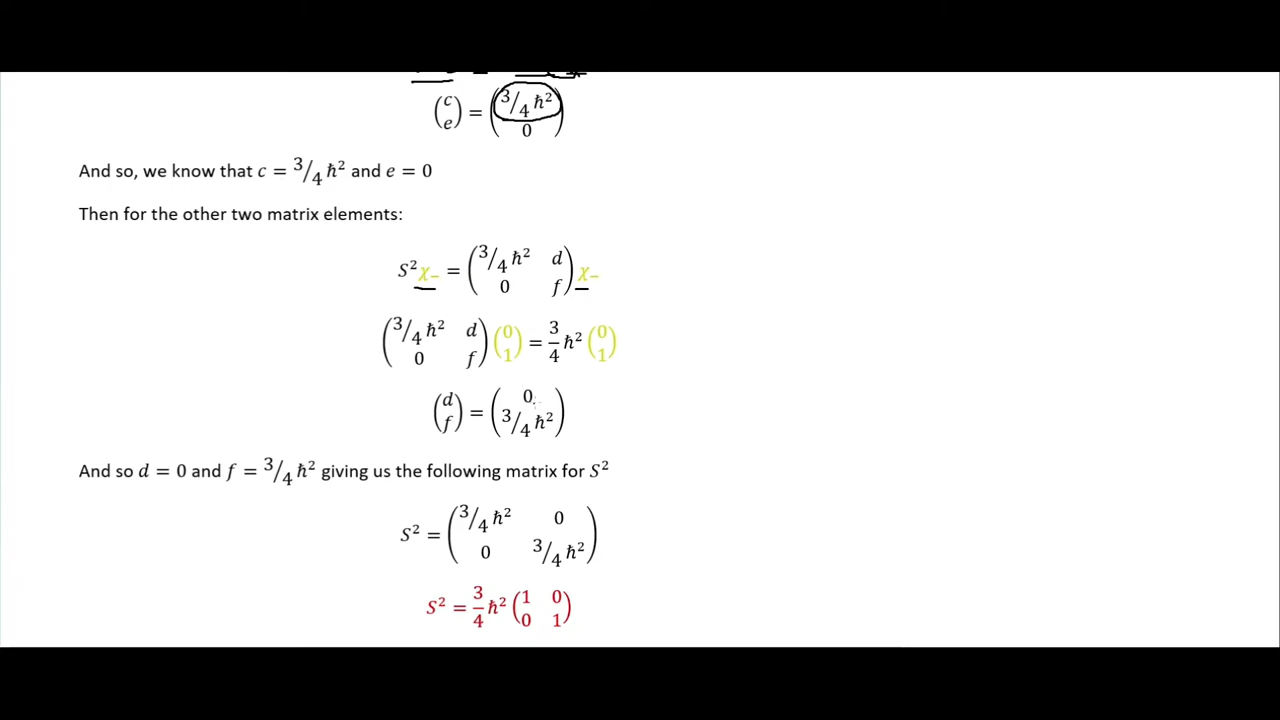 (c e) = (3/4 ħ² 0)
And so, we know that c = 3/4 ħ² and e = 0
Then for the other two matrix elements:
S²χ₋ = (3/4 ħ² d 0 f) χ₋
(3/4 ħ² d 0 f) (0 1) = 3/4 ħ² (0 1)
(d f) = (0 3/4 ħ²)
And so d = 0 and f = 3/4 ħ² giving us the following matrix for S²
S² = (3/4 ħ² 0 0 3/4 ħ²)
S² = 3/4 ħ² (1 0 0 1)